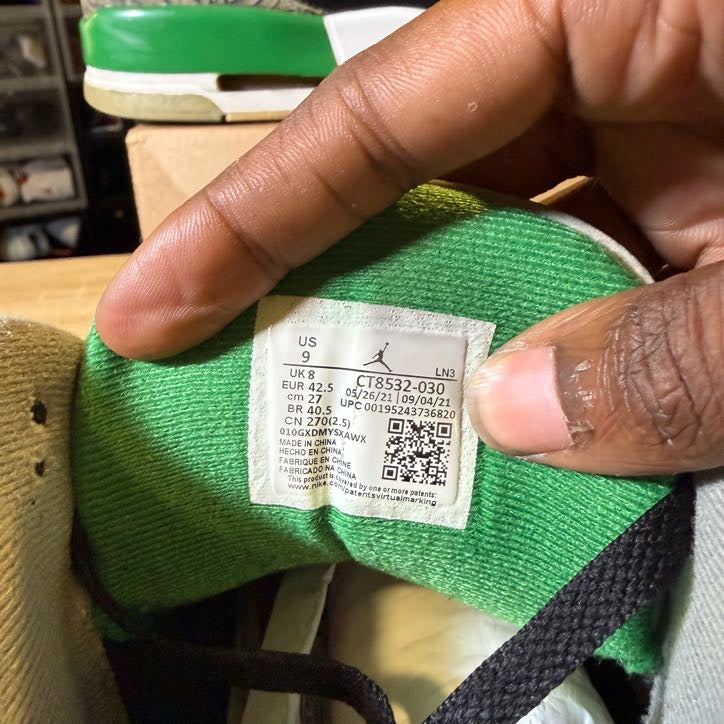 US
9
LN3
UK 8
CT8532-030
EUR 42.5
05/26/21 | 09/04/21
cm 27
UPC 00195243736820
BR 40.5
CN 270(2.5)
010GXDMYSXAWX
MADE IN CHINA
HECHO EN CHINA
FABRIQUE EN CHINE
FABRICADO NA CHINA
This product is covered by one or more patents:
www.nike.com/patentsvirtualmarking